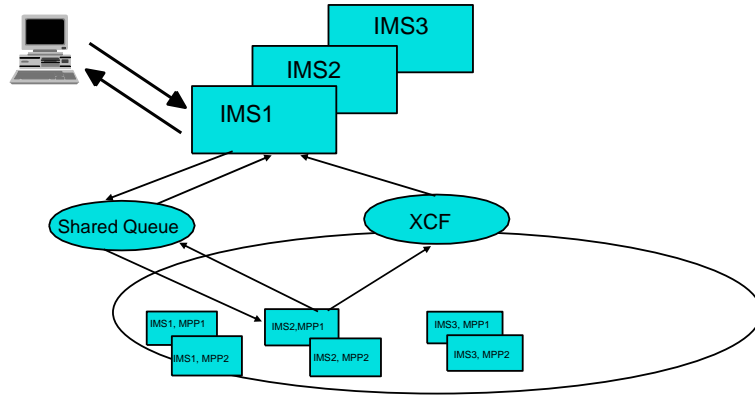 IMS3
IMS2
IMS1
Shared Queue
XCF
IMS1, MPP1
IMS1, MPP2
IMS2,MPP1
IMS2, MPP2
IMS3, MPP1
IMS3, MPP2